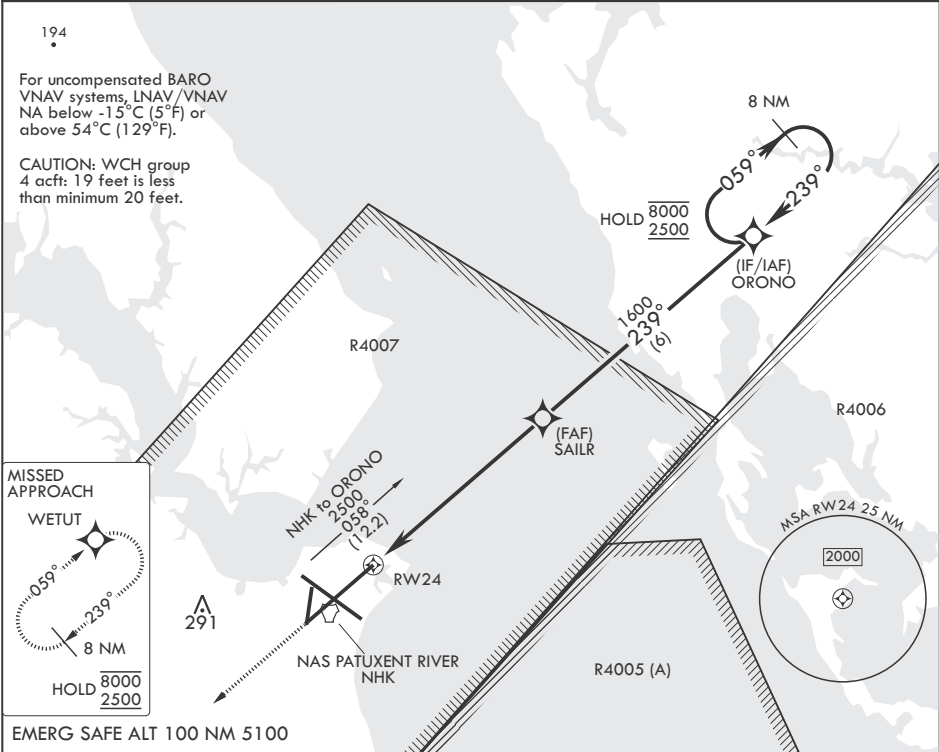 194
For uncompensated BARO
VNAV systems, LNAV/VNAV
NA below -15°C (5°F) or
above 54°C (129°F).
CAUTION: WCH group
4 acft: 19 feet is less
than minimum 20 feet.
8 NM
059°
239°
HOLD 8000
2500
(IF/IAF)
ORONO
1600
239°
(6)
R4007
R4006
(FAF)
SAILR
NHK to ORONO
2500
058°
(12.2)
RW24
291
NAS PATUXENT RIVER
NHK
R4005 (A)
MSA RW24 25 NM
2000
MISSED
APPROACH
WETUT
059°
239°
8 NM
HOLD 8000
2500
EMERG SAFE ALT 100 NM 5100